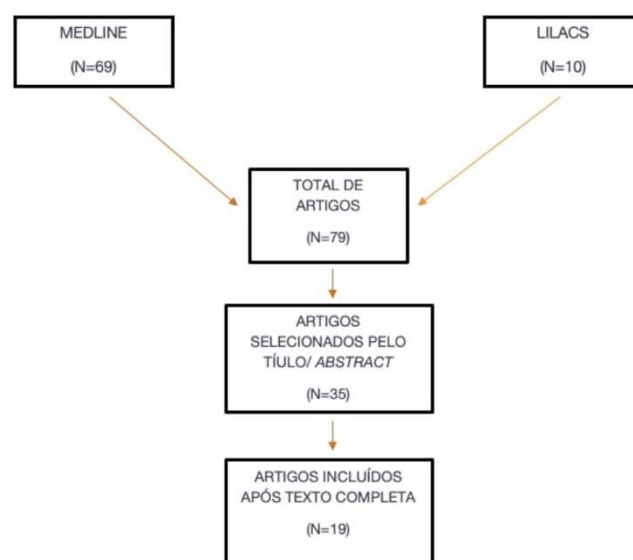 MEDLINE
(N=69)
LILACS
(N=10)
TOTAL DE
ARTIGOS
(N=79)
ARTIGOS
SELECIONADOS PELO
TÍULO/ ABSTRACT
(N=35)
ARTIGOS INCLUÍDOS
APÓS TEXTO COMPLETA
(N=19)